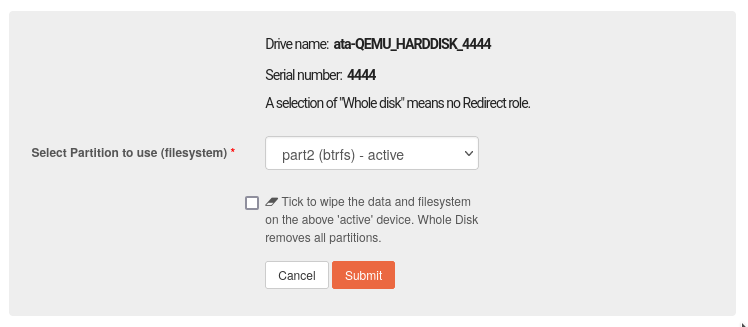 Drive name: ata-QEMU_HARDDISK_4444
Serial number: 4444
A selection of "Whole disk" means no Redirect role.
Select Partition to use (filesystem) *
part2 (btrfs) - active
Tick to wipe the data and filesystem
on the above 'active' device. Whole Disk
removes all partitions.
Cancel
Submit